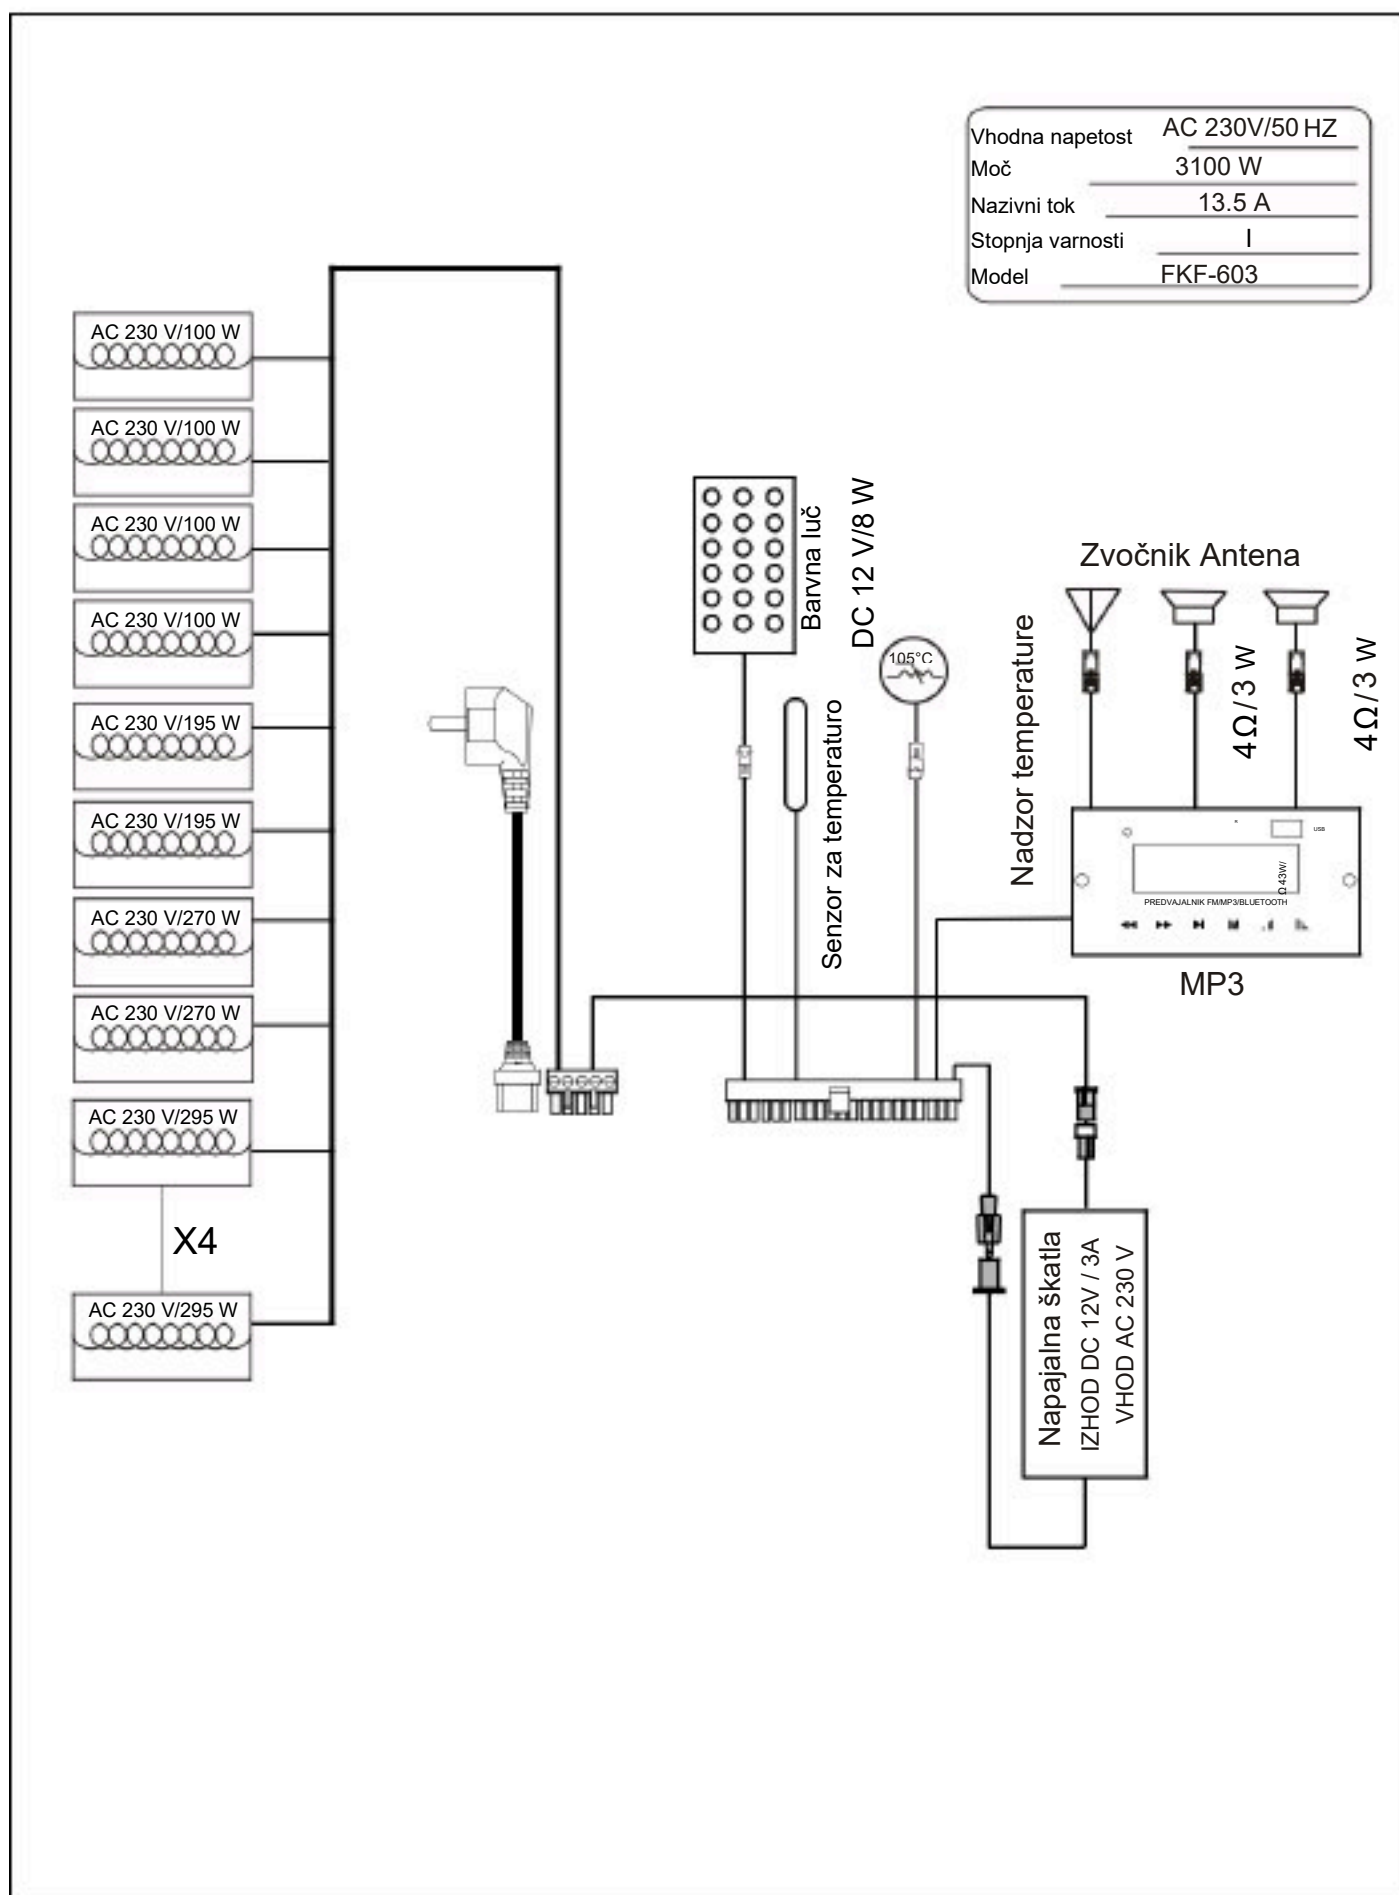 Vhodna napetost AC 230V/50 HZ
Moč 3100 W
Nazivni tok 13.5 A
Stopnja varnosti I
Model FKF-603
AC 230 V/100 W
AC 230 V/100 W
AC 230 V/100 W
AC 230 V/100 W
AC 230 V/195 W
AC 230 V/195 W
AC 230 V/270 W
AC 230 V/270 W
AC 230 V/295 W
X4
AC 230 V/295 W
Barvna luč
DC 12 V/8 W
Senzor za temperaturo
105°C
Nadzor temperature
Zvočnik Antena
4Ω/3 W
4Ω/3 W
USB
Ω 43W/
PREDVAJALNIK FM/MP3/BLUETOOTH
MP3
Napajalna škatla
IZHOD DC 12V / 3A
VHOD AC 230 V